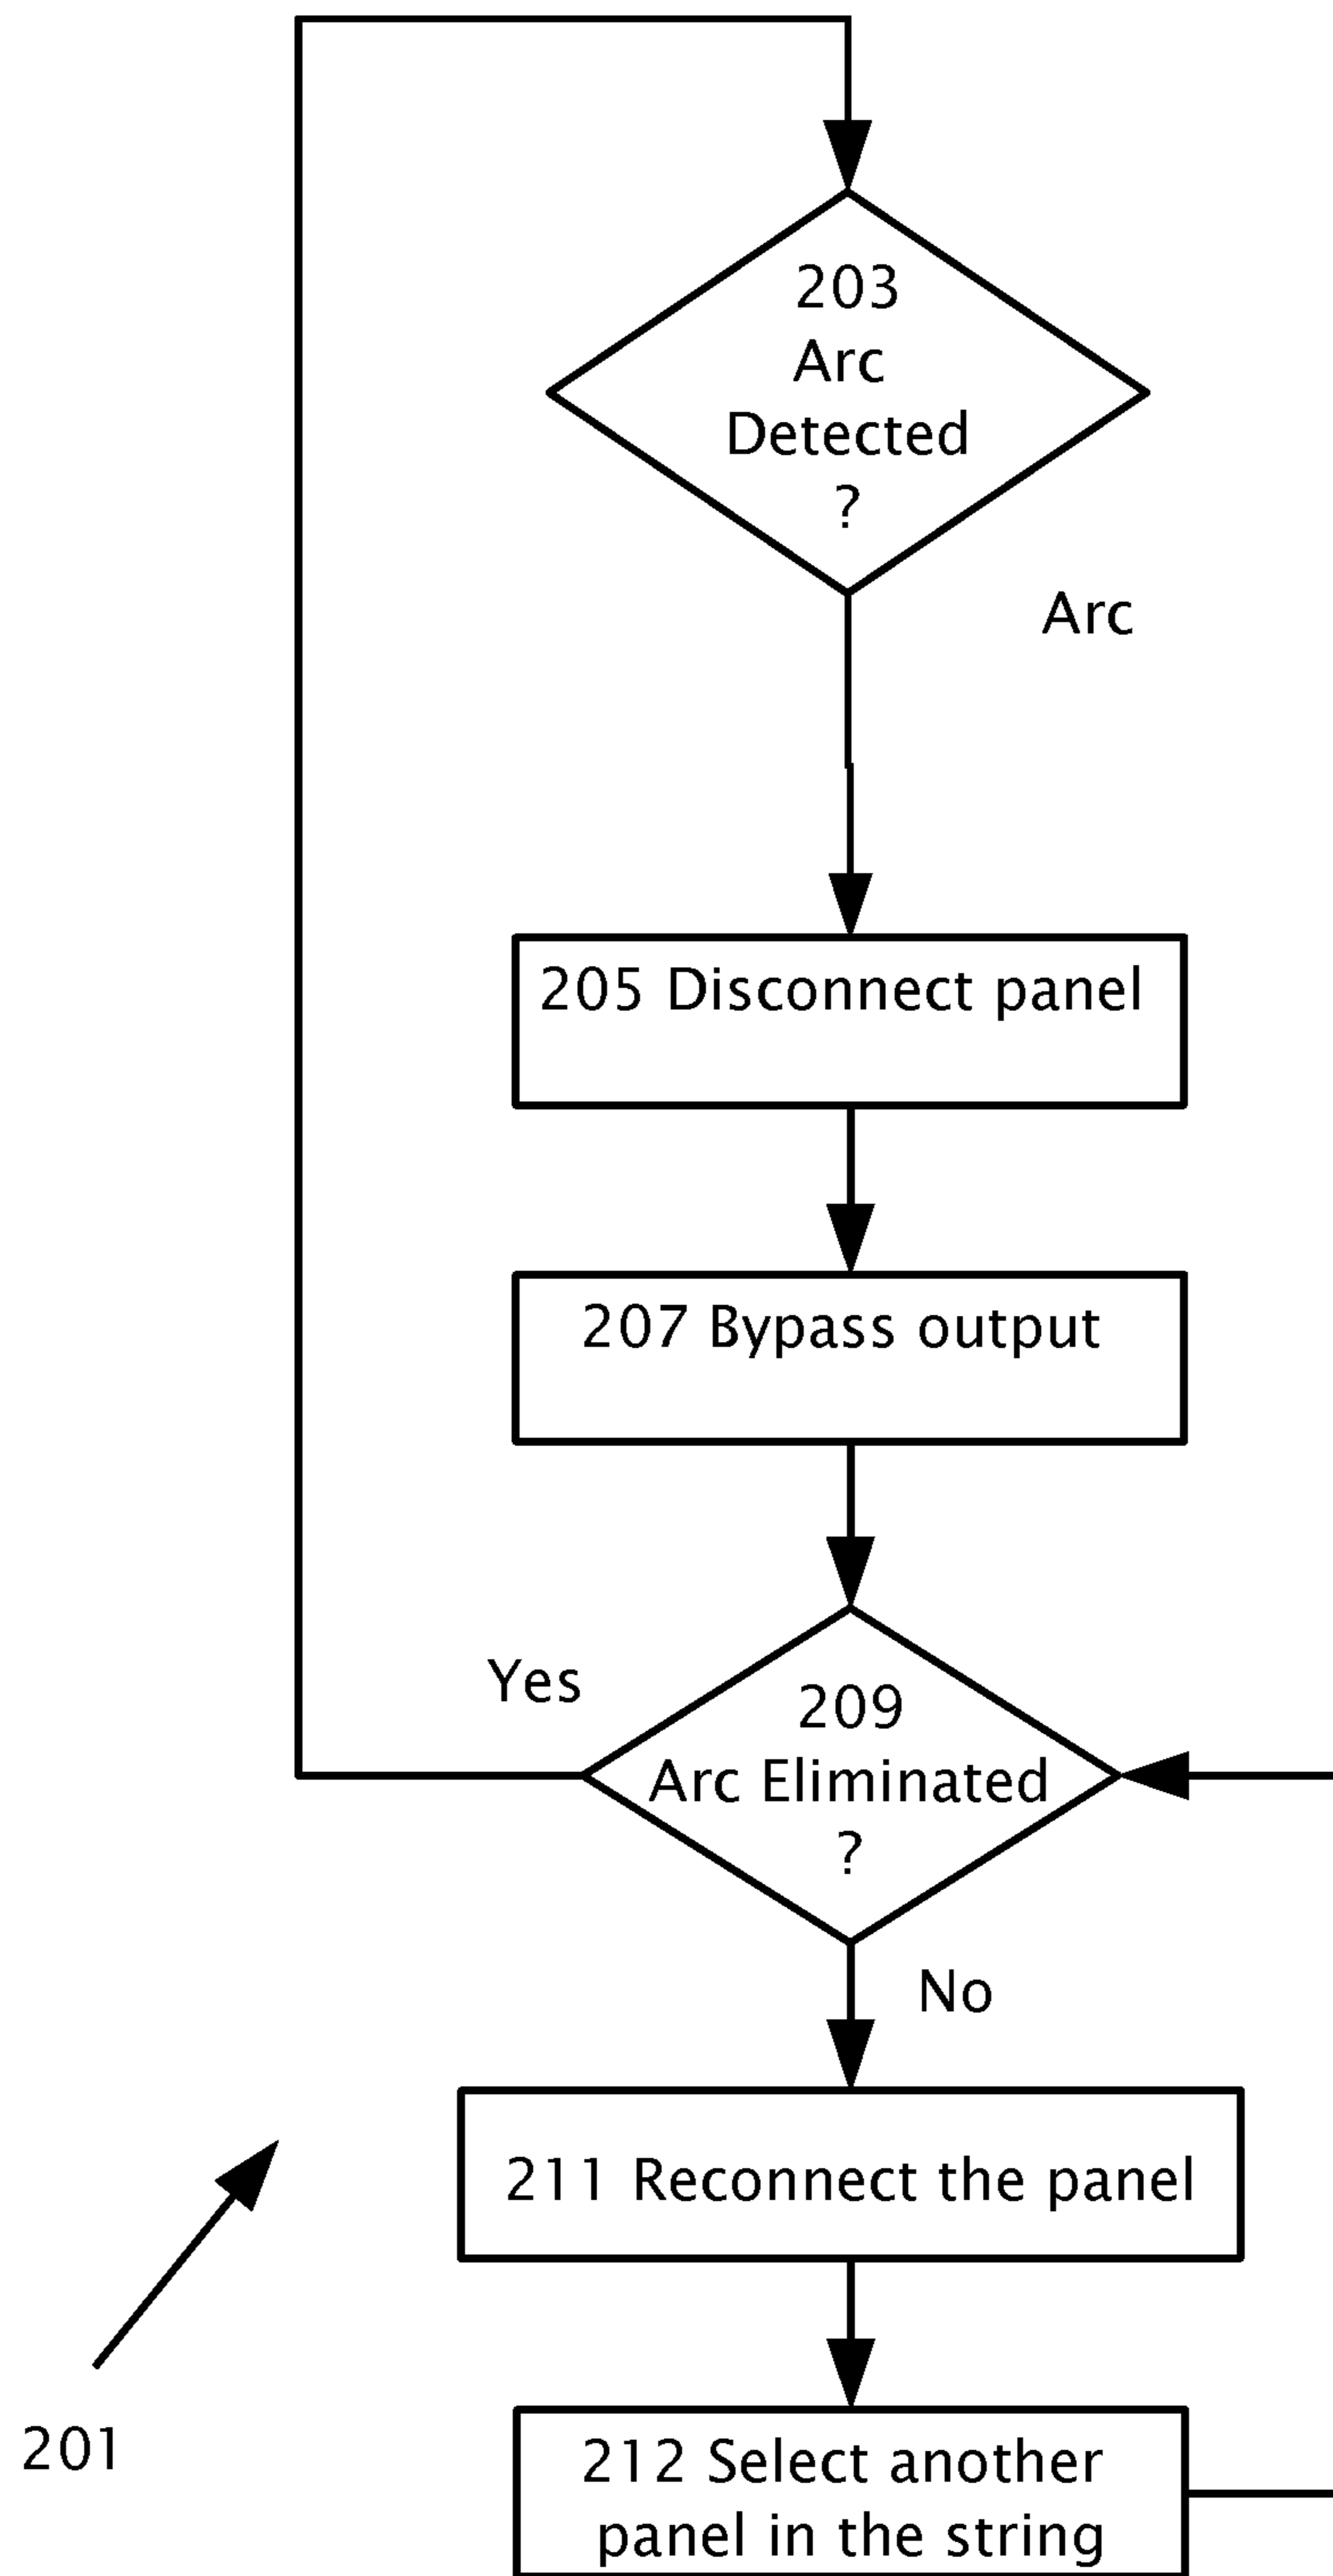 203
Arc
Detected
?
Arc
205 Disconnect panel
207 Bypass output
Yes
209
Arc Eliminated
?
No
211 Reconnect the panel
201
212 Select another
panel in the string